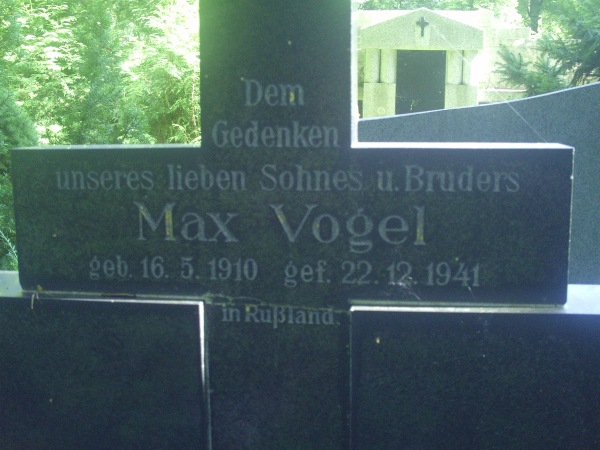 Dem
Gedenken
unseres lieben Sohnes u. Bruders
Max Vogel
geb. 16. 5. 1910 gef. 22. 12. 1941
in Rußland.